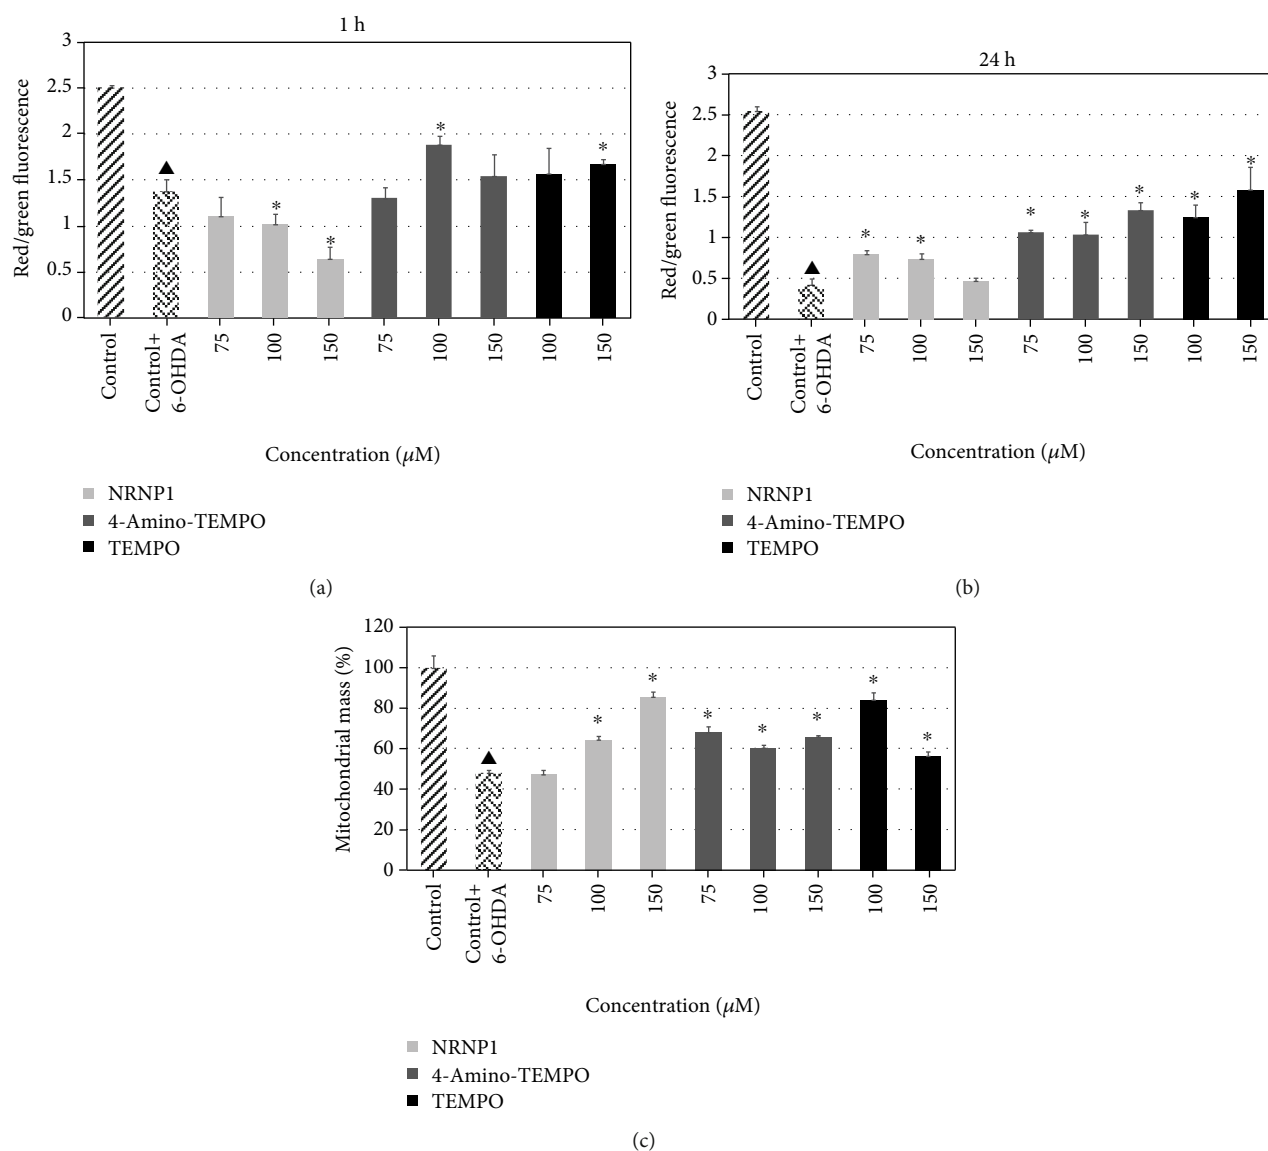 1 h
Red/green fluorescence
3
2.5
2
1.5
1
0.5
0
▲
*
*
*
*
Control
Control+
6-OHDA
75
100
150
75
100
150
100
150
Concentration (μM)
NRNP1
4-Amino-TEMPO
TEMPO
(a)
24 h
Red/green fluorescence
3
2.5
2
1.5
1
0.5
0
▲
*
*
*
*
*
*
*
Control
Control+
6-OHDA
75
100
150
75
100
150
100
150
Concentration (μM)
NRNP1
4-Amino-TEMPO
TEMPO
(b)
Mitochondrial mass (%)
120
100
80
60
40
20
0
▲
*
*
*
*
*
*
*
Control
Control+
6-OHDA
75
100
150
75
100
150
100
150
Concentration (μM)
NRNP1
4-Amino-TEMPO
TEMPO
(c)